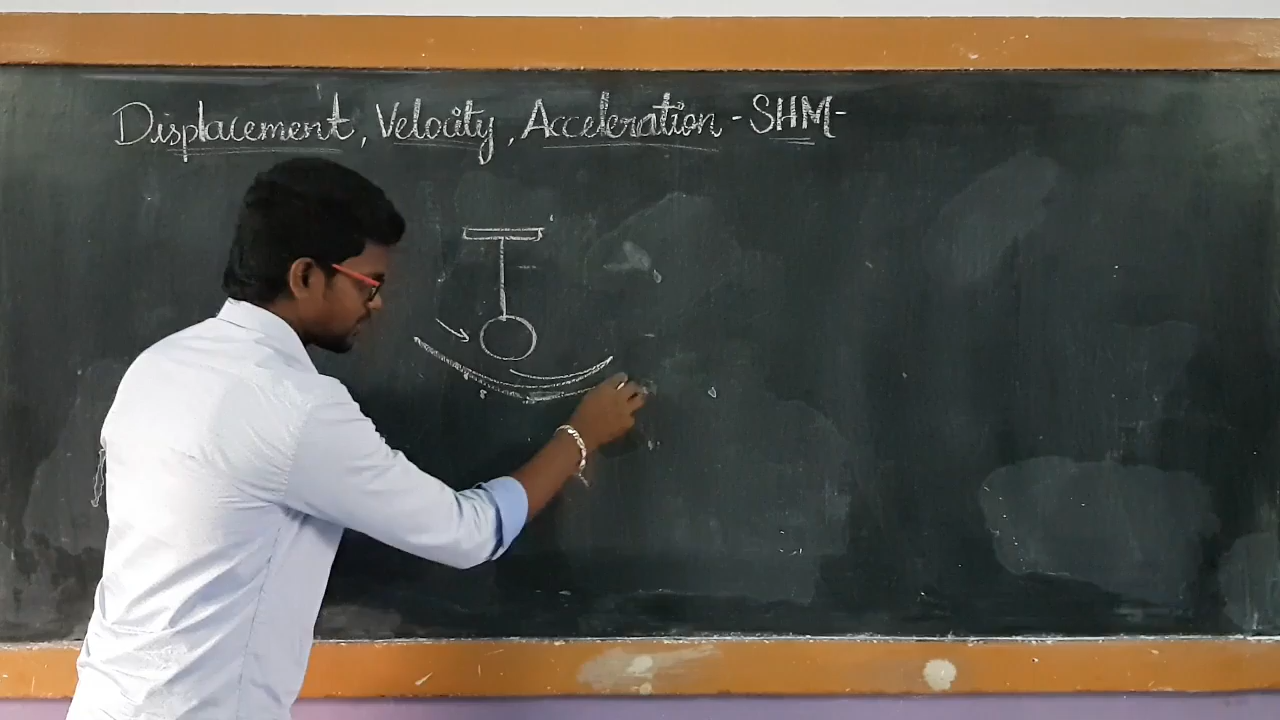 Displacement, Velocity, Acceleration - SHM -